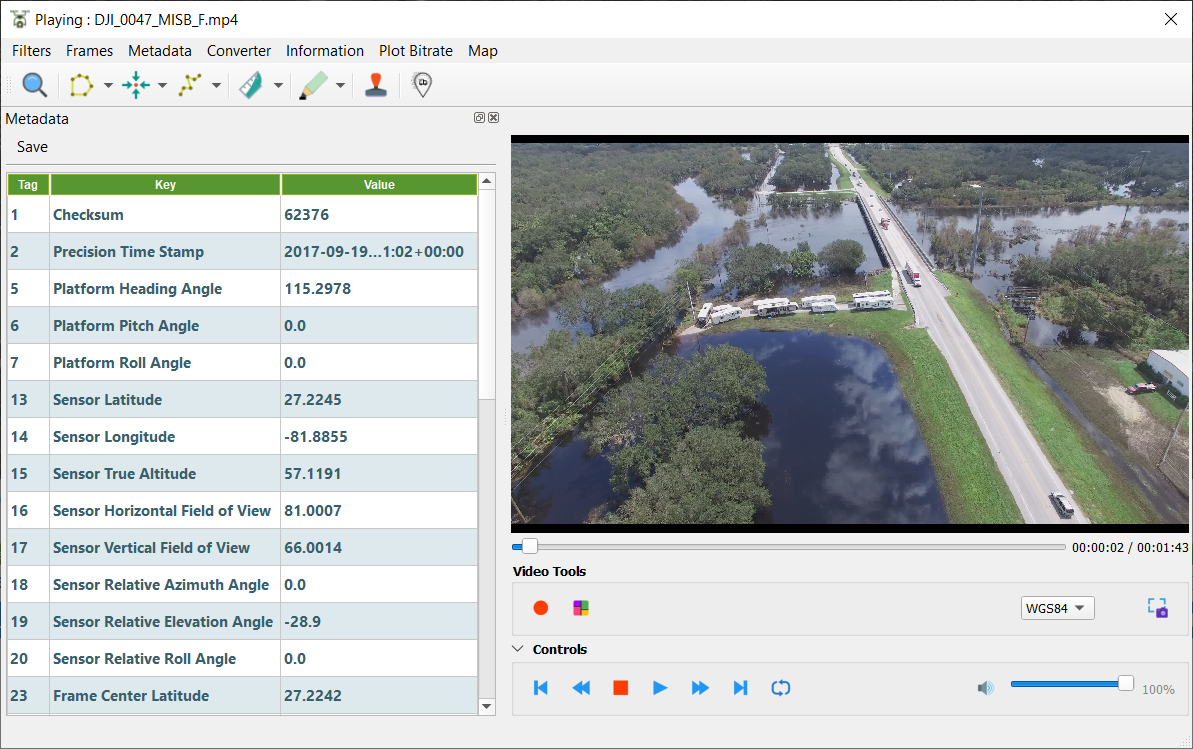 Playing : DJI_0047_MISB_F.mp4
Filters Frames Metadata Converter Information Plot Bitrate Map
Metadata
Save
Tag Key Value
1 Checksum 62376
2 Precision Time Stamp 2017-09-19...1:02+00:00
5 Platform Heading Angle 115.2978
6 Platform Pitch Angle 0.0
7 Platform Roll Angle 0.0
13 Sensor Latitude 27.2245
14 Sensor Longitude -81.8855
15 Sensor True Altitude 57.1191
16 Sensor Horizontal Field of View 81.0007
17 Sensor Vertical Field of View 66.0014
18 Sensor Relative Azimuth Angle 0.0
19 Sensor Relative Elevation Angle -28.9
20 Sensor Relative Roll Angle 0.0
23 Frame Center Latitude 27.2242
00:00:02 / 00:01:43
Video Tools
WGS84
Controls
100%